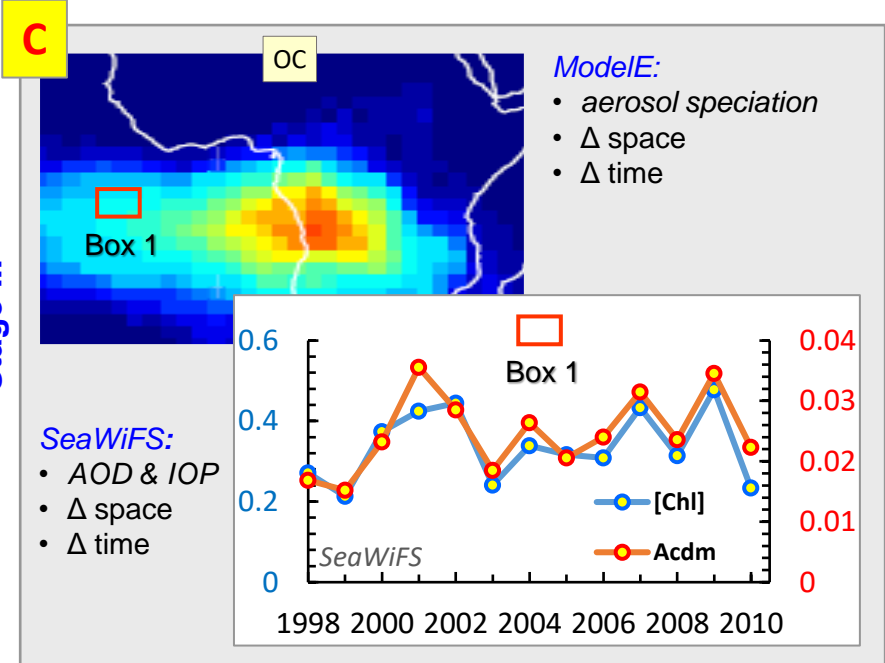 C
OC
ModelE:
• aerosol speciation
• Δ space
• Δ time
Box 1
SeaWiFS:
• AOD & IOP
• Δ space
• Δ time
0.6
0.4
0.2
0
Box 1
[Chl]
Acdm
SeaWiFS
0.04
0.03
0.02
0.01
0
1998 2000 2002 2004 2006 2008 2010